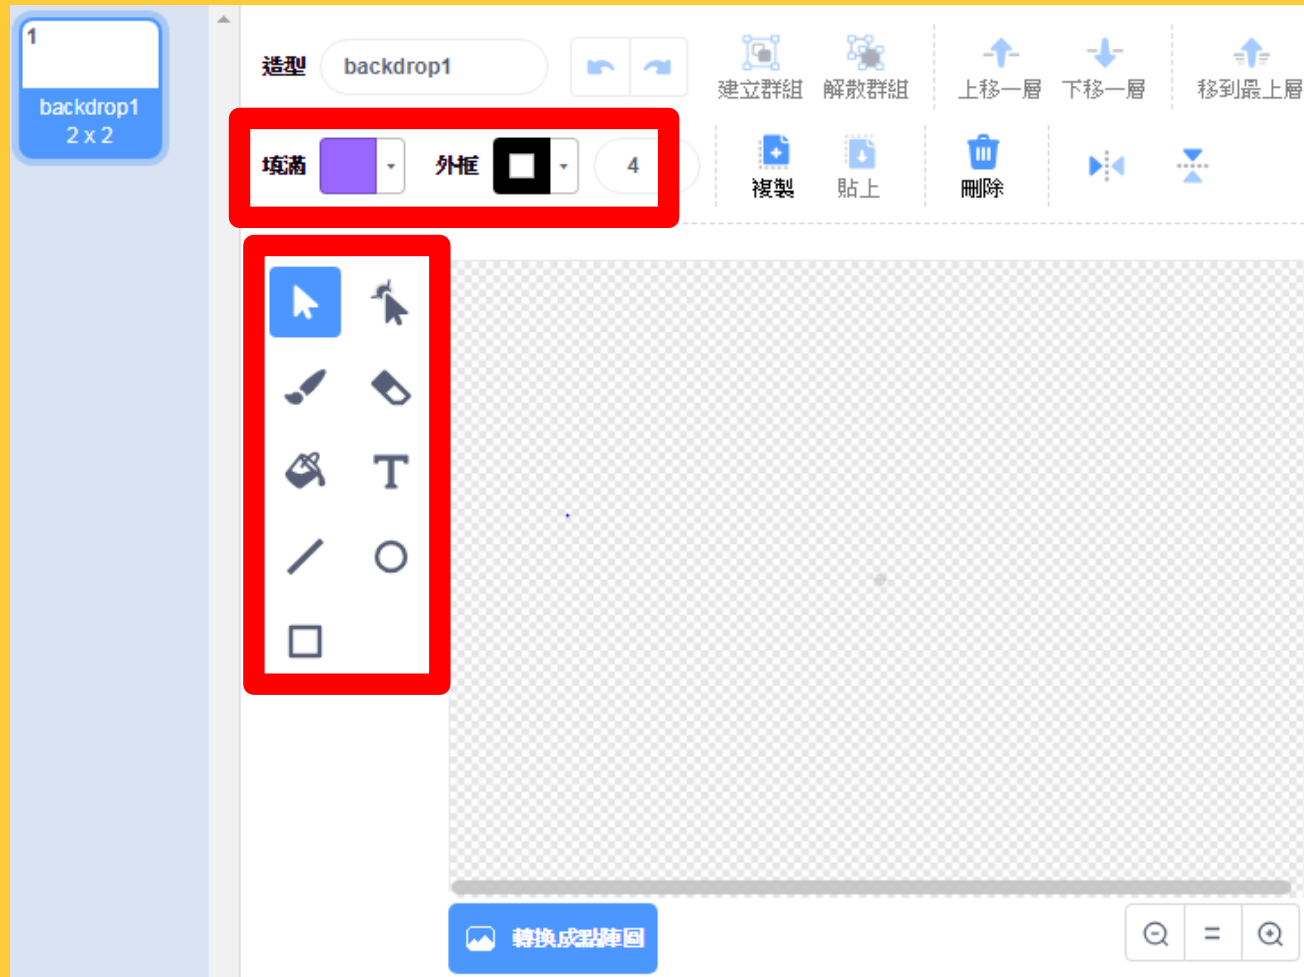 1
backdrop1
2 x 2
造型 backdrop1
建立群組 解散群組 上移一層 下移一層 移到最上層
填滿 外框 4
複製 貼上 刪除
T
轉換成點陣圖